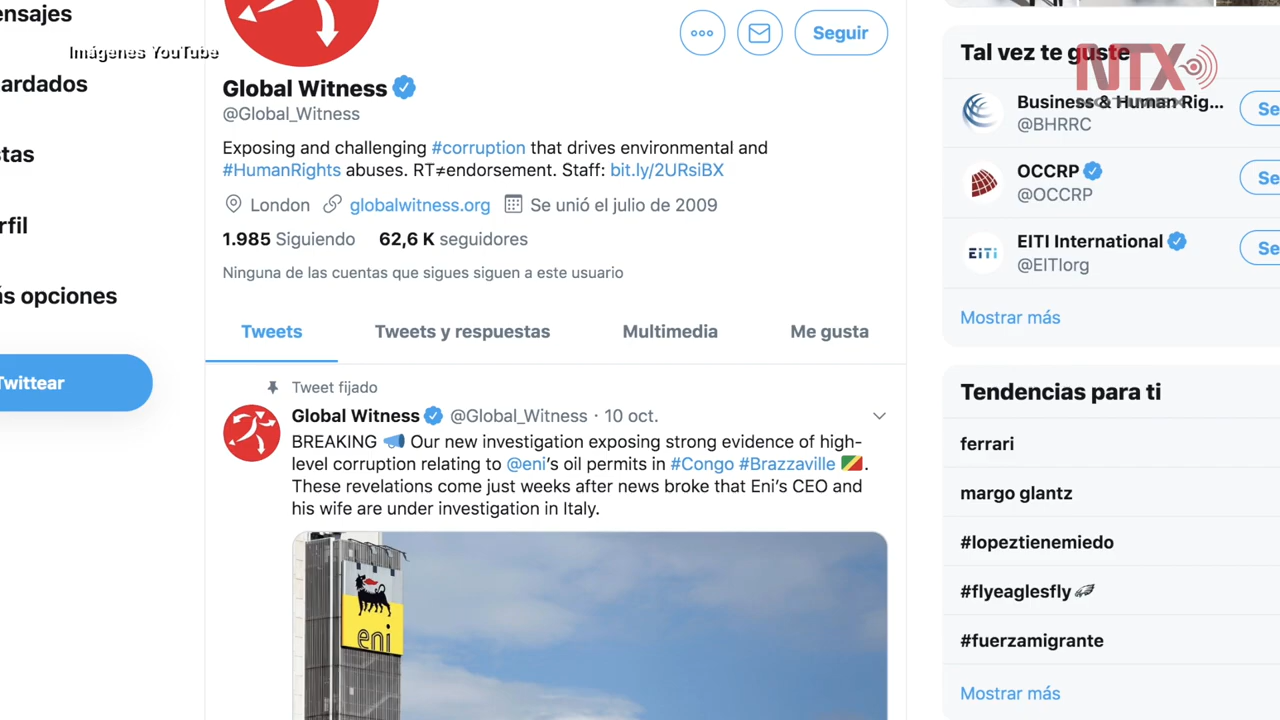 ensajes
Imágenes YouTube
ardados
stas
rfil
ás opciones
Twittear
Seguir
Global Witness
@Global_Witness
Exposing and challenging #corruption that drives environmental and
#HumanRights abuses. RT≠endorsement. Staff: bit.ly/2URsiBX
London globalwitness.org Se unió el julio de 2009
1.985 Siguiendo 62,6 K seguidores
Ninguna de las cuentas que sigues siguen a este usuario
Tweets Tweets y respuestas Multimedia Me gusta
Tweet fijado
Global Witness @Global_Witness · 10 oct.
BREAKING 📣 Our new investigation exposing strong evidence of high-
level corruption relating to @eni's oil permits in #Congo #Brazzaville 🇨🇬.
These revelations come just weeks after news broke that Eni's CEO and
his wife are under investigation in Italy.
eni
Tal vez te guste
NTX
NOTIMEX
Business & Human Rig...
@BHRRC
Se
OCCRP
@OCCRP
Se
EiTi
EITI International
@EITIorg
Se
Mostrar más
Tendencias para ti
ferrari
margo glantz
#lopeztienemiedo
#flyeaglesfly
#fuerzamigrante
Mostrar más